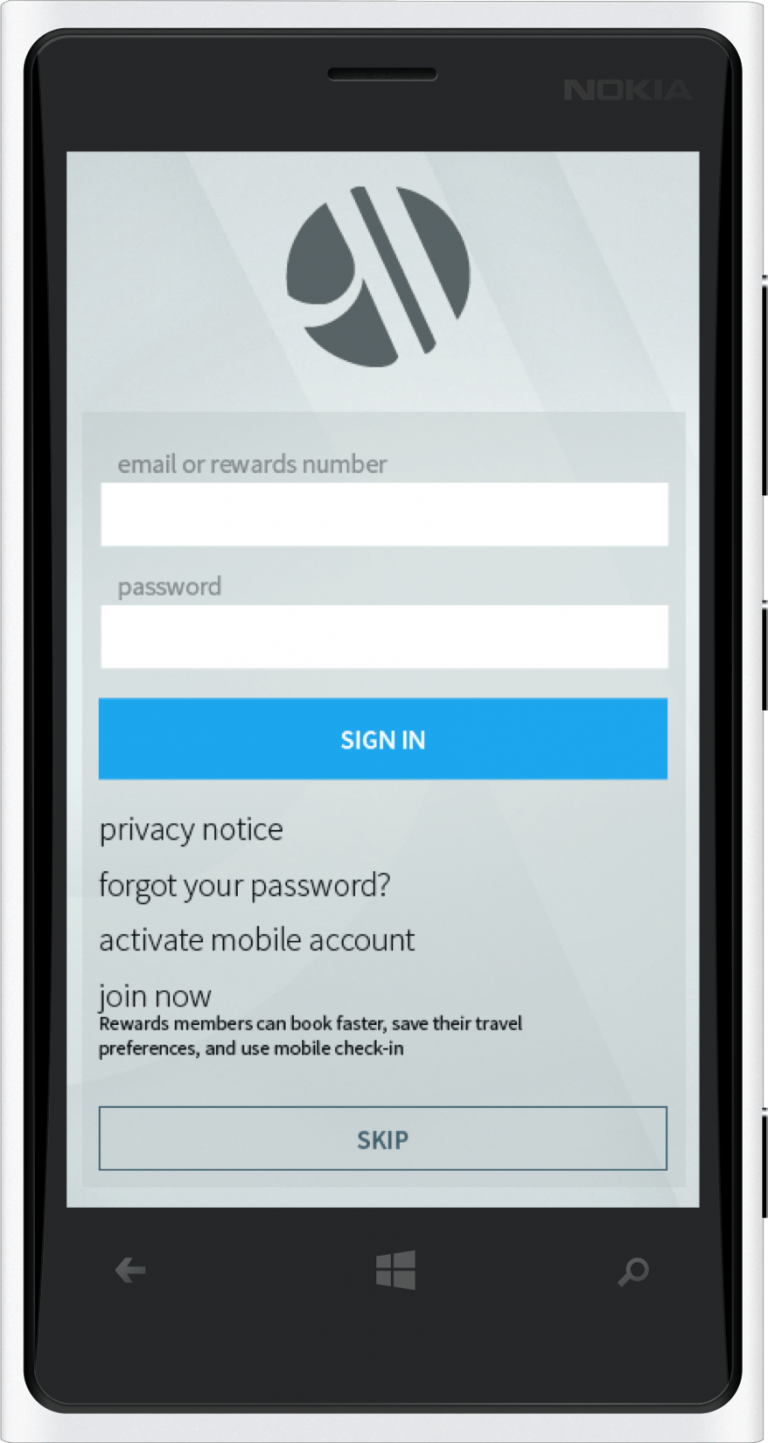 NOKIA
email or rewards number
password
SIGN IN
privacy notice
forgot your password?
activate mobile account
join now
Rewards members can book faster, save their travel
preferences, and use mobile check-in
SKIP